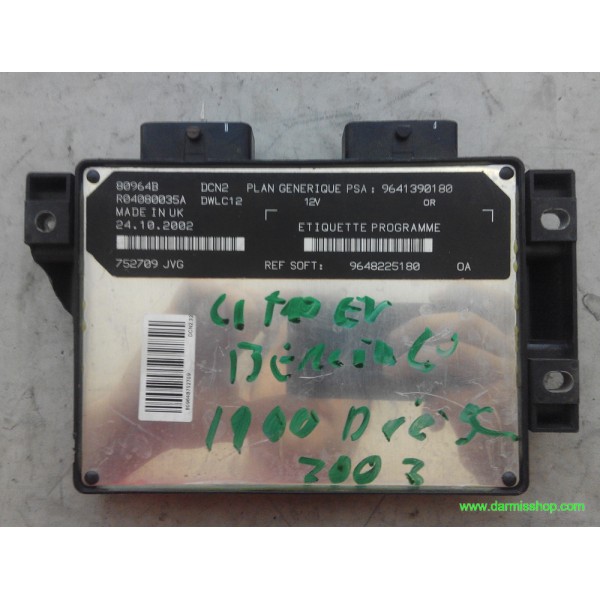 80964B DCN2 PLAN GENERIQUE PSA: 9641390180
R04080035A DWLC12 12V OR
MADE IN UK
24.10.2002 ETIQUETTE PROGRAMME
752709 JVG REF SOFT: 9648225180 0A
CITROEN
BERLINGO
1900 Diesel
2003
www.darmisshop.com